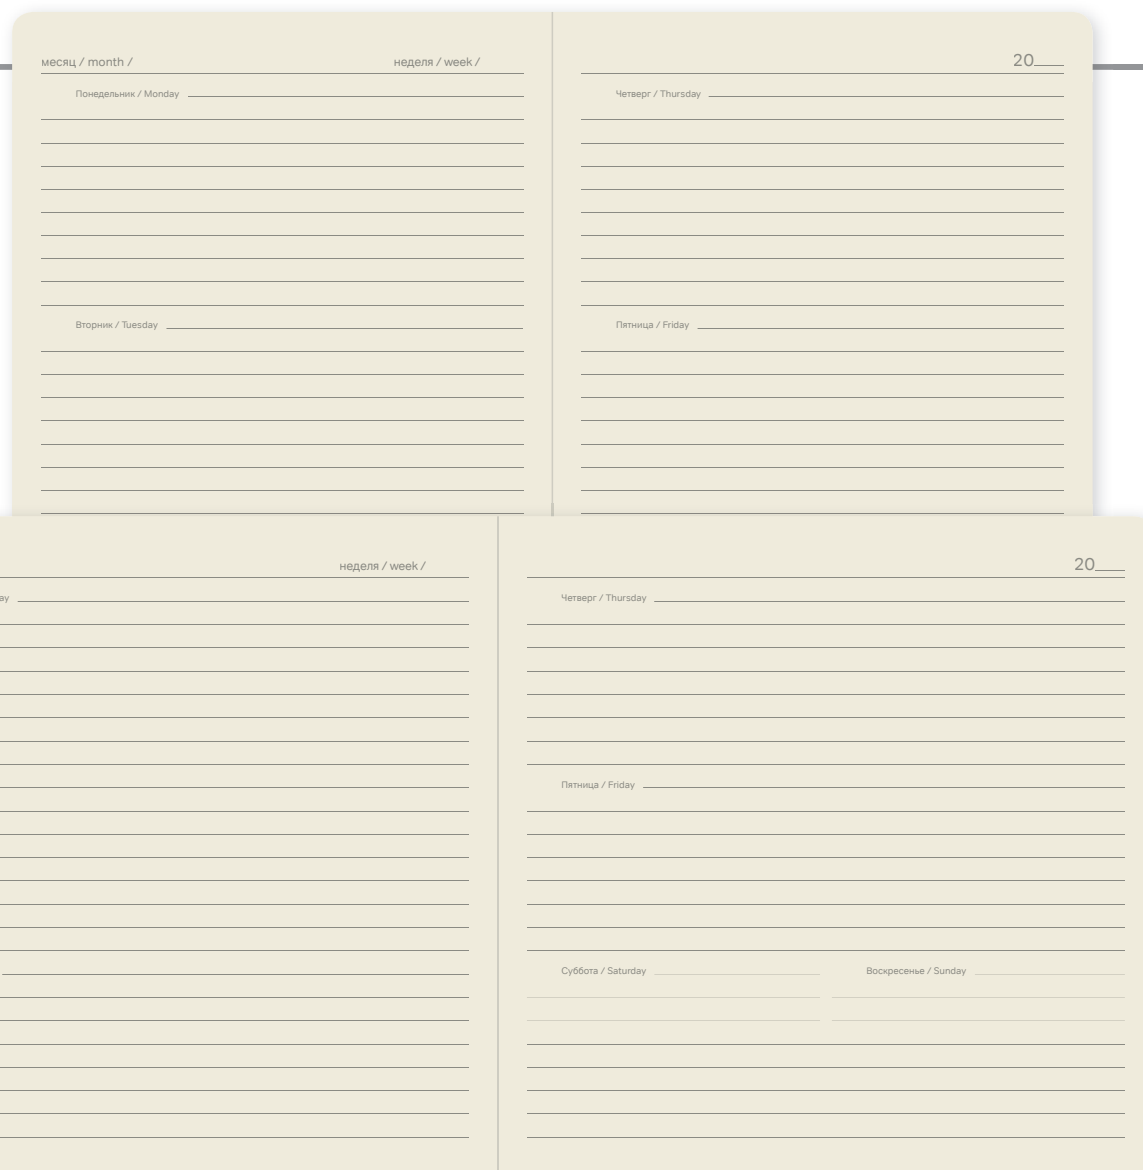 месяц / month /
неделя / week /
20
Понедельник / Monday
Четверг / Thursday
Вторник / Tuesday
Пятница / Friday
неделя / week /
20
ay
Четверг / Thursday
Пятница / Friday
Суббота / Saturday
Воскресенье / Sunday